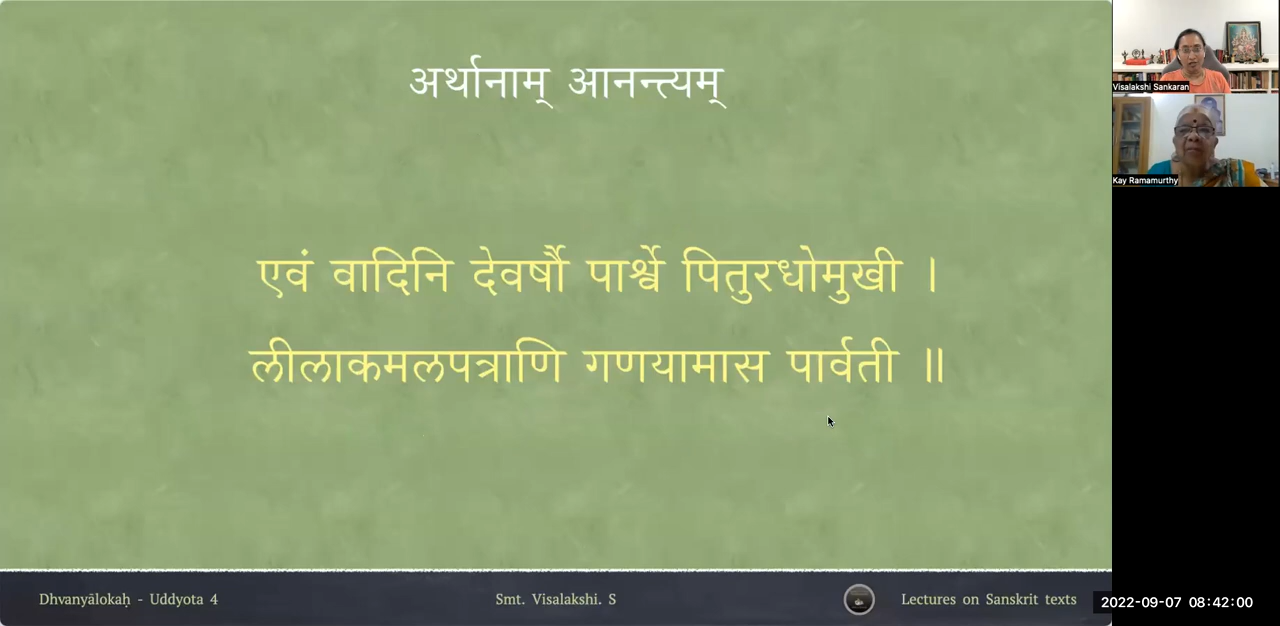 अर्थानाम् आनन्त्यम्
एवं वादिनि देवर्षौ पार्श्वे पितुरधोमुखी ।
लीलाकमलपत्राणि गणयामास पार्वती ॥
Dhvanyālokaḥ - Uddyota 4
Smt. Visalakshi. S
Lectures on Sanskrit texts
Visalakshi Sankaran
Kay Ramamurthy
2022-09-07 08:42:00